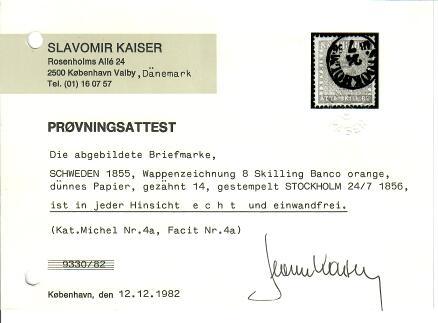 SLAVOMIR KAISER
Rosenholms Allé 24
2500 København Valby, Dänemark
Tel. (01) 16 07 57
PRØVNINGSATTEST
Die abgebildete Briefmarke,
SCHWEDEN 1855, Wappenzeichnung 8 Skilling Banco orange,
dünnes Papier, gezähnt 14, gestempelt STOCKHOLM 24/7 1856,
ist in jeder Hinsicht e c h t und einwandfrei.
(Kat.Michel Nr.4a, Facit Nr.4a)
9330/82
København, den 12.12.1982